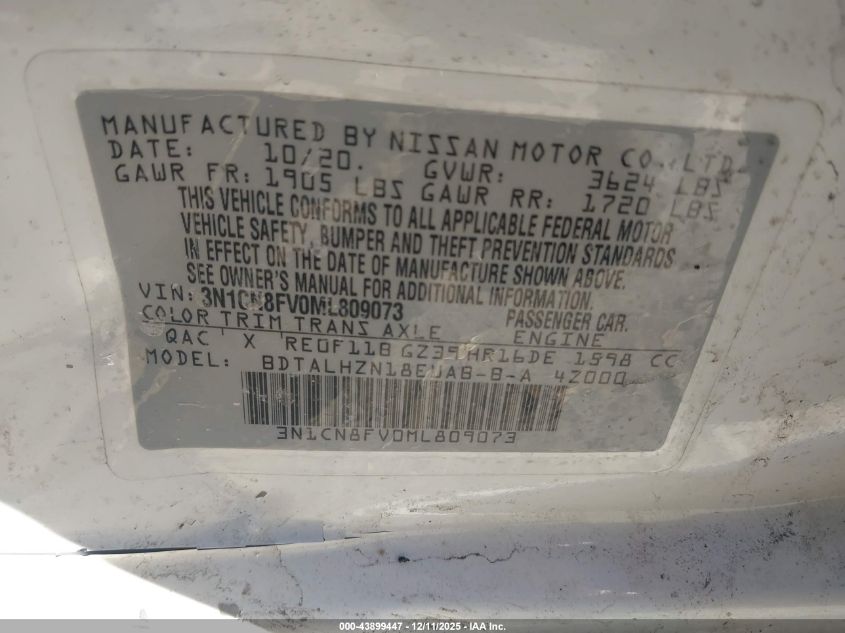 MANUFACTURED BY NISSAN MOTOR CO., LTD.
DATE: 10/20. GVWR: 3624 LBS
GAWR FR: 1905 LBS GAWR RR: 1720 LBS
THIS VEHICLE CONFORMS TO ALL APPLICABLE FEDERAL MOTOR
VEHICLE SAFETY, BUMPER AND THEFT PREVENTION STANDARDS
IN EFFECT ON THE DATE OF MANUFACTURE SHOWN ABOVE.
SEE OWNER'S MANUAL FOR ADDITIONAL INFORMATION.
VIN: 3N1CN8FV0ML809073 PASSENGER CAR.
COLOR TRIM TRANS AXLE ENGINE
QAC X RE0F11B GZ39 HR16DE 1598 CC
MODEL: BDTALHZN18EUAB-B-A 4Z000
3N1CN8FV0ML809073
000-43899447 - 12/11/2025 - IAA Inc.